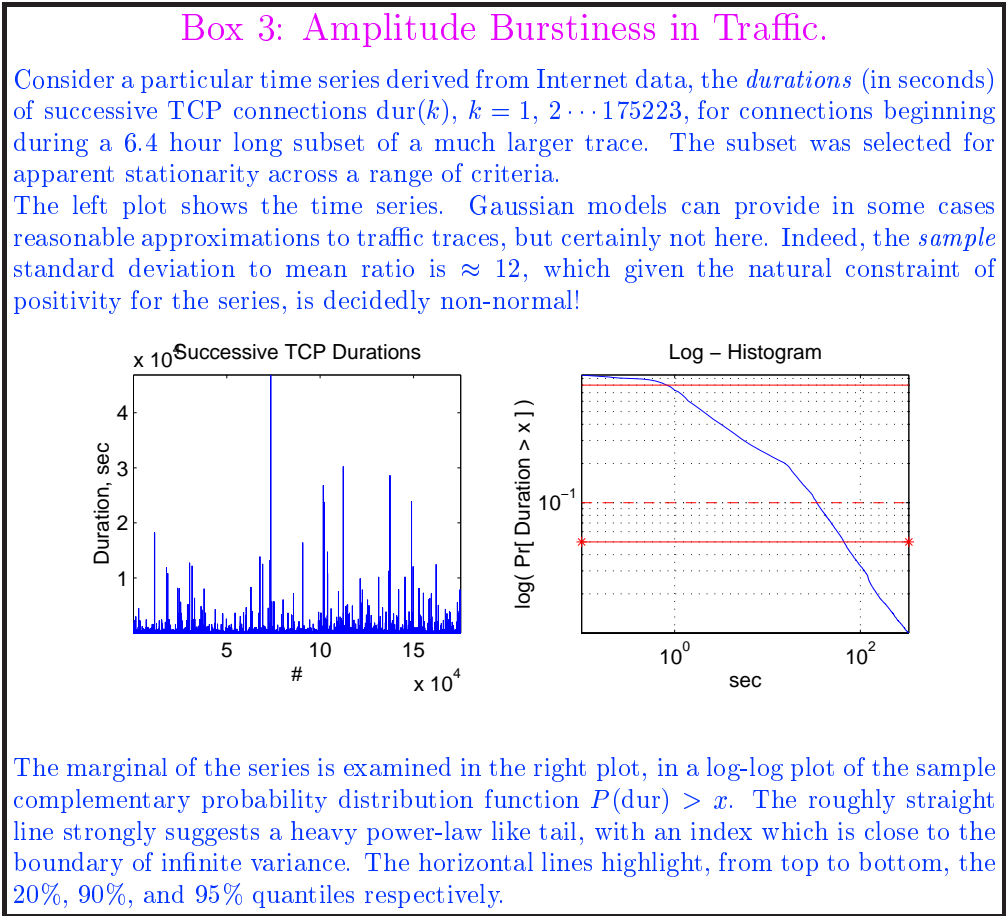 Box 3: Amplitude Burstiness in Traffic.
Consider a particular time series derived from Internet data, the durations (in seconds)
of successive TCP connections dur(k), k = 1, 2 · · · 175223, for connections beginning
during a 6.4 hour long subset of a much larger trace. The subset was selected for
apparent stationarity across a range of criteria.
The left plot shows the time series. Gaussian models can provide in some cases
reasonable approximations to traffic traces, but certainly not here. Indeed, the sample
standard deviation to mean ratio is ≈ 12, which given the natural constraint of
positivity for the series, is decidedly non-normal!
x 10⁴
Successive TCP Durations
4
3
2
1
Duration, sec
5 10 15
#
x 10⁴
Log − Histogram
log( Pr[ Duration > x ] )
10⁻¹
10⁰ 10²
sec
The marginal of the series is examined in the right plot, in a log-log plot of the sample
complementary probability distribution function P(dur) > x. The roughly straight
line strongly suggests a heavy power-law like tail, with an index which is close to the
boundary of infinite variance. The horizontal lines highlight, from top to bottom, the
20%, 90%, and 95% quantiles respectively.